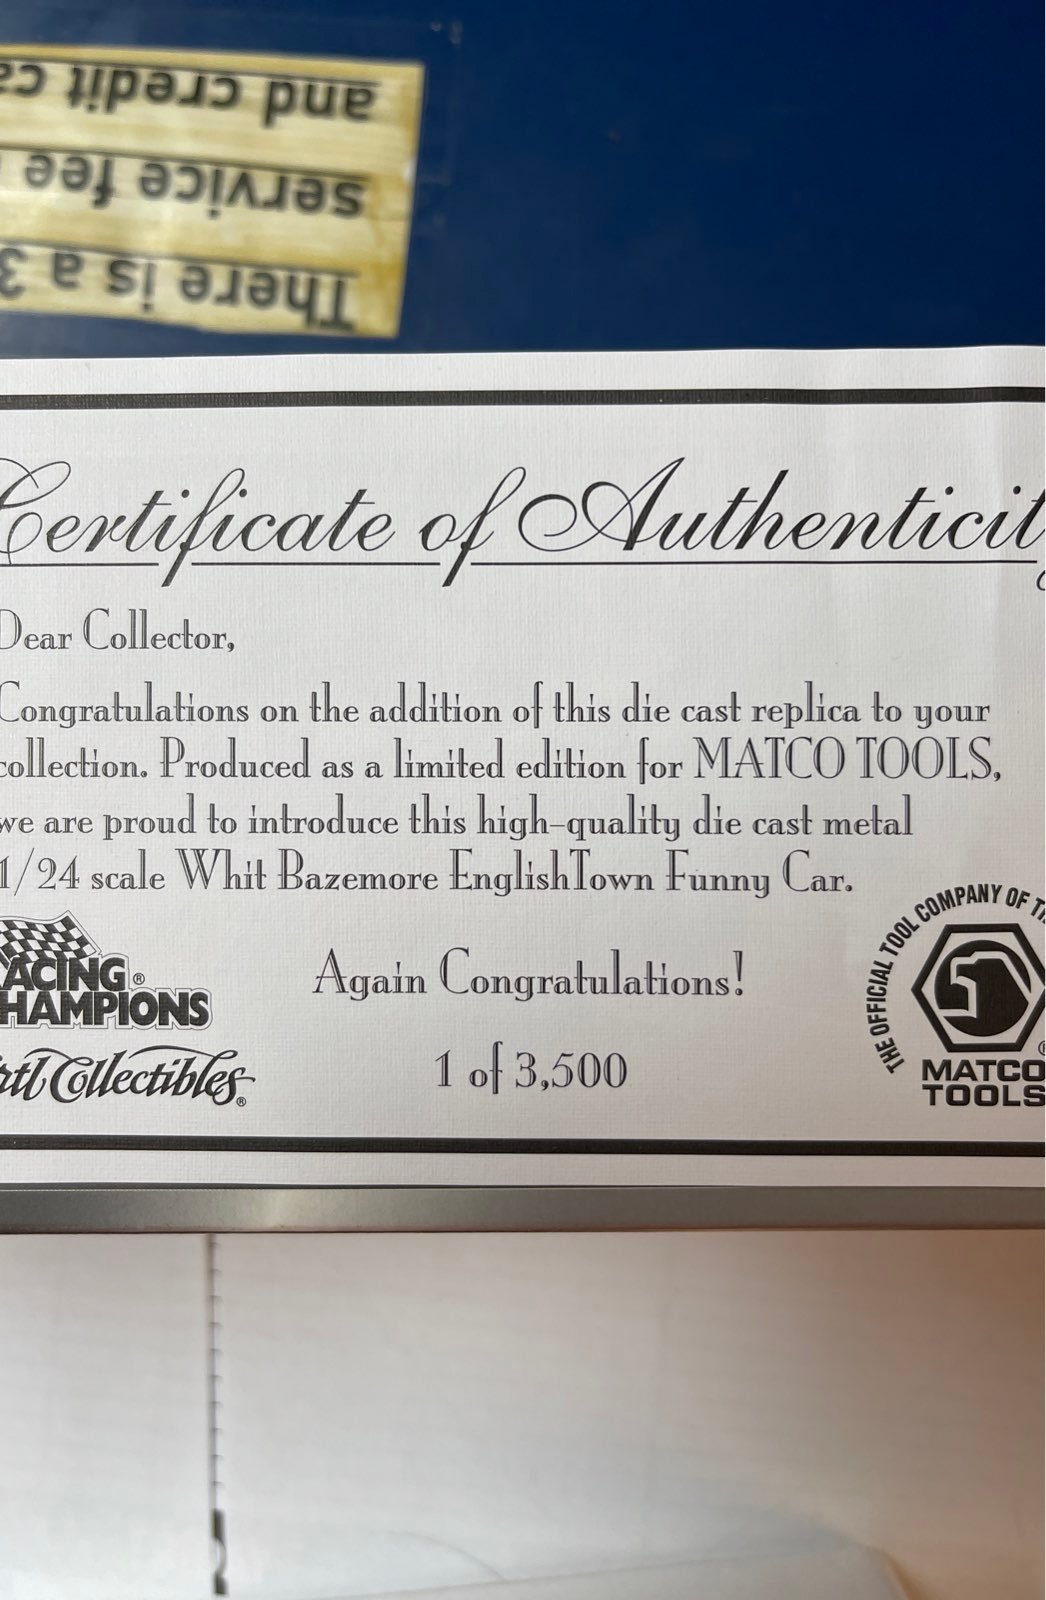 There is a 3
service fee
and credit ca
Certificate of Authenticit
Dear Collector,
Congratulations on the addition of this die cast replica to your
collection. Produced as a limited edition for MATCO TOOLS,
we are proud to introduce this high-quality die cast metal
1/24 scale Whit Bazemore EnglishTown Funny Car.
ACING®
HAMPIONS
rtl Collectibles®
Again Congratulations!
1 of 3,500
THE OFFICIAL TOOL COMPANY OF T
MATCO
TOOLS